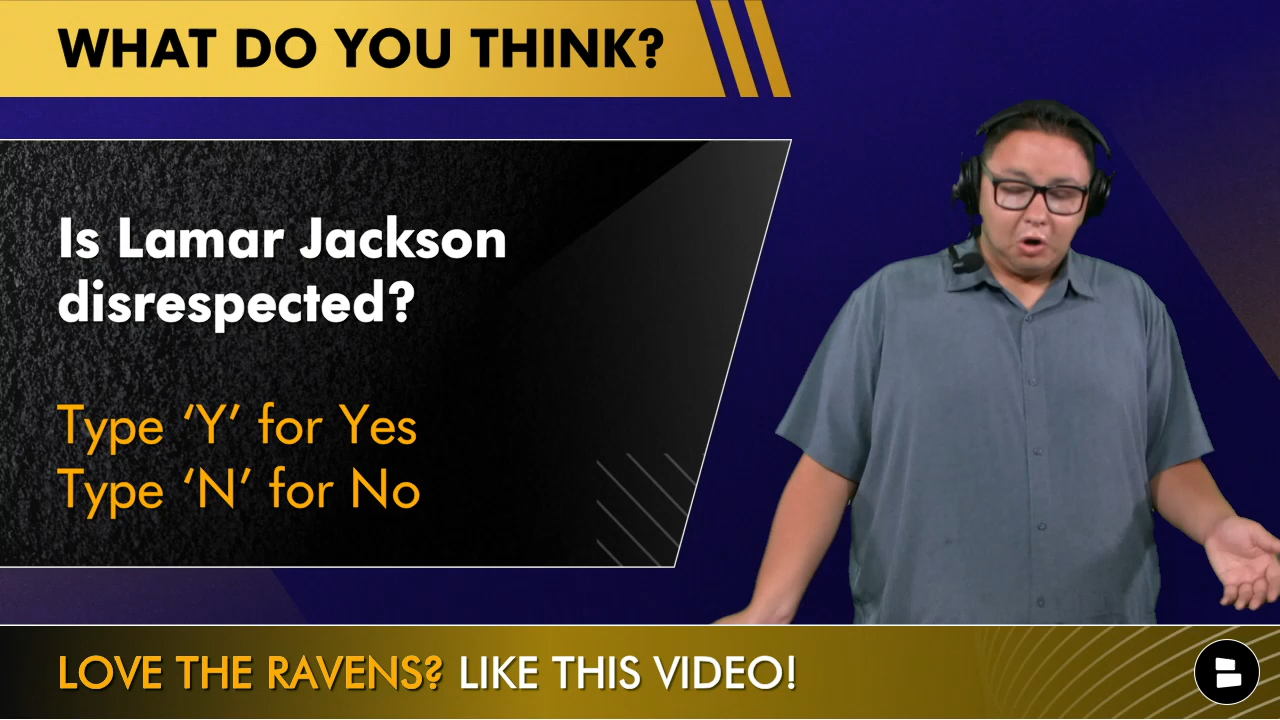 WHAT DO YOU THINK?
Is Lamar Jackson
disrespected?
Type ‘Y’ for Yes
Type ‘N’ for No
LOVE THE RAVENS? LIKE THIS VIDEO!